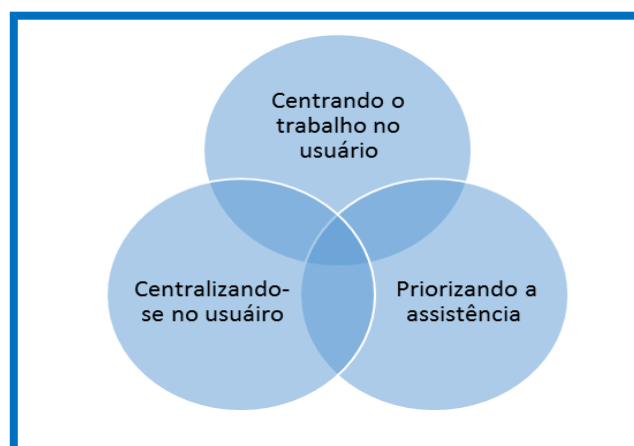 Centrando o
trabalho no
usuário
Centralizando-
se no usuáiro
Priorizando a
assistência